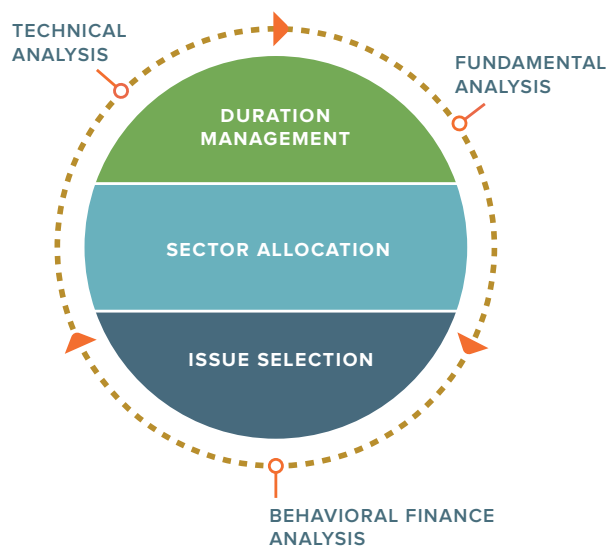 TECHNICAL
ANALYSIS
FUNDAMENTAL
ANALYSIS
DURATION
MANAGEMENT
SECTOR ALLOCATION
ISSUE SELECTION
BEHAVIORAL FINANCE
ANALYSIS